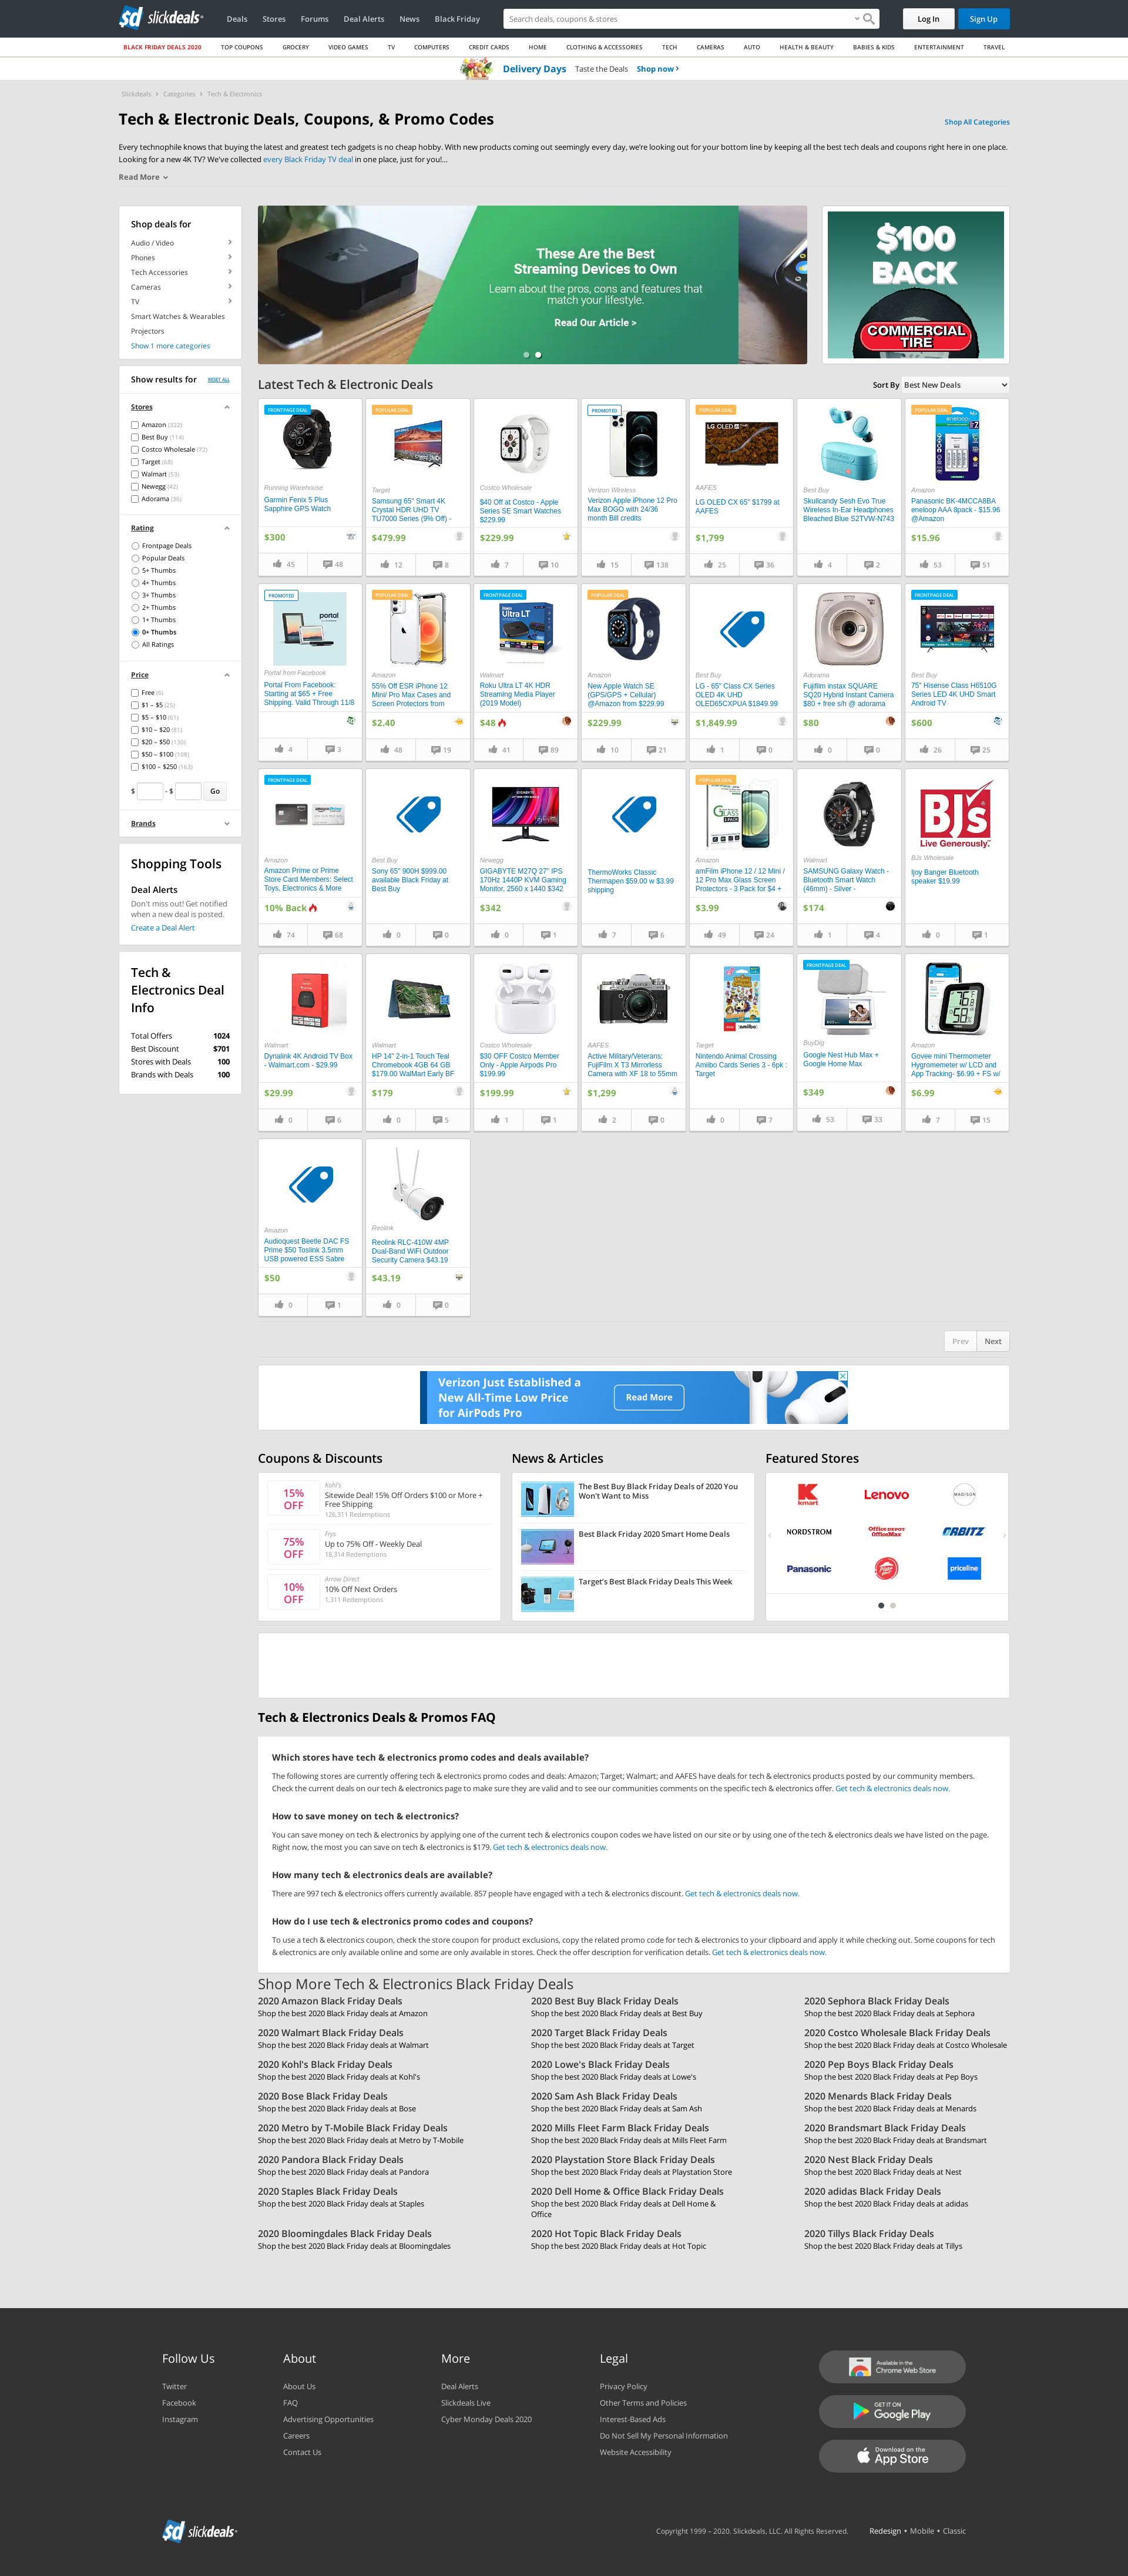 sd slickdeals
Deals Stores Forums Deal Alerts News Black Friday
Search deals, coupons & stores
Log In
Sign Up
BLACK FRIDAY DEALS 2020 TOP COUPONS GROCERY VIDEO GAMES TV COMPUTERS CREDIT CARDS HOME CLOTHING & ACCESSORIES TECH CAMERAS AUTO HEALTH & BEAUTY BABIES & KIDS ENTERTAINMENT TRAVEL
Delivery Days Taste the Deals Shop now
Slickdeals Categories Tech & Electronics
Tech & Electronic Deals, Coupons, & Promo Codes
Shop All Categories
Every technophile knows that buying the latest and greatest tech gadgets is no cheap hobby. With new products coming out seemingly every day, we're looking out for your bottom line by keeping all the best tech deals and coupons right here in one place.
Looking for a new 4K TV? We've collected every Black Friday TV deal in one place, just for you!...
Read More
Shop deals for
Audio / Video
Phones
Tech Accessories
Cameras
TV
Smart Watches & Wearables
Projectors
Show 1 more categories
These Are the Best
Streaming Devices to Own
Learn about the pros, cons and features that
match your lifestyle.
Read Our Article >
$100
BACK
COMMERCIAL
TIRE
Show results for RESET ALL
Stores
Amazon (322)
Best Buy (114)
Costco Wholesale (72)
Target (68)
Walmart (53)
Newegg (42)
Adorama (36)
Rating
Frontpage Deals
Popular Deals
5+ Thumbs
4+ Thumbs
3+ Thumbs
2+ Thumbs
1+ Thumbs
0+ Thumbs
All Ratings
Price
Free (6)
$1 – $5 (25)
$5 – $10 (61)
$10 – $20 (81)
$20 – $50 (130)
$50 – $100 (108)
$100 – $250 (163)
$ - $ Go
Brands
Shopping Tools
Deal Alerts
Don't miss out! Get notified
when a new deal is posted.
Create a Deal Alert
Tech &
Electronics Deal
Info
Total Offers 1024
Best Discount $701
Stores with Deals 100
Brands with Deals 100
Latest Tech & Electronic Deals
Sort By Best New Deals
FRONTPAGE DEAL
Running Warehouse
Garmin Fenix 5 Plus
Sapphire GPS Watch
$300
45 48
POPULAR DEAL
Target
Samsung 65" Smart 4K
Crystal HDR UHD TV
TU7000 Series (9% Off) -
$479.99
12 8
Costco Wholesale
$40 Off at Costco - Apple
Series SE Smart Watches
$229.99
$229.99
7 10
PROMOTED
Verizon Wireless
Verizon Apple iPhone 12 Pro
Max BOGO with 24/36
month Bill credits
15 138
POPULAR DEAL
LG OLED CX
AAFES
LG OLED CX 65" $1799 at
AAFES
$1,799
25 36
Best Buy
Skullcandy Sesh Evo True
Wireless In-Ear Headphones
Bleached Blue S2TVW-N743
4 2
POPULAR DEAL
eneloop
Amazon
Panasonic BK-4MCCA8BA
eneloop AAA 8pack - $15.96
@Amazon
$15.96
53 51
PROMOTED
portal
Portal from Facebook
Portal From Facebook:
Starting at $65 + Free
Shipping. Valid Through 11/8
4 3
POPULAR DEAL
Amazon
55% Off ESR iPhone 12
Mini/ Pro Max Cases and
Screen Protectors from
$2.40
48 19
FRONTPAGE DEAL
Roku
Ultra LT
Walmart
Roku Ultra LT 4K HDR
Streaming Media Player
(2019 Model)
$48
41 89
POPULAR DEAL
Amazon
New Apple Watch SE
(GPS/GPS + Cellular)
@Amazon from $229.99
$229.99
10 21
Best Buy
LG - 65" Class CX Series
OLED 4K UHD
OLED65CXPUA $1849.99
$1,849.99
1 0
Adorama
Fujifilm instax SQUARE
SQ20 Hybrid Instant Camera
$80 + free s/h @ adorama
$80
0 0
FRONTPAGE DEAL
Best Buy
75" Hisense Class H6510G
Series LED 4K UHD Smart
Android TV
$600
26 25
FRONTPAGE DEAL
Amazon
Amazon Prime or Prime
Store Card Members: Select
Toys, Electronics & More
10% Back
74 68
Best Buy
Sony 65" 900H $999.00
available Black Friday at
Best Buy
0 0
Newegg
GIGABYTE M27Q 27" IPS
170Hz 1440P KVM Gaming
Monitor, 2560 x 1440 $342
$342
0 1
ThermoWorks Classic
Thermapen $59.00 w $3.99
shipping
7 6
POPULAR DEAL
GLASS
Amazon
amFilm iPhone 12 / 12 Mini /
12 Pro Max Glass Screen
Protectors - 3 Pack for $4 +
$3.99
49 24
Walmart
SAMSUNG Galaxy Watch -
Bluetooth Smart Watch
(46mm) - Silver -
$174
1 4
BJ's
Live Generously.
BJs Wholesale
Ijoy Banger Bluetooth
speaker $19.99
0 1
Walmart
Dynalink 4K Android TV Box
- Walmart.com - $29.99
$29.99
0 6
Walmart
HP 14" 2-in-1 Touch Teal
Chromebook 4GB 64 GB
$179.00 WalMart Early BF
$179
0 5
Costco Wholesale
$30 OFF Costco Member
Only - Apple Airpods Pro
$199.99
$199.99
1 1
AAFES
Active Military/Veterans:
FujiFilm X T3 Mirrorless
Camera with XF 18 to 55mm
$1,299
2 0
Target
Nintendo Animal Crossing
Amiibo Cards Series 3 - 6pk :
Target
0 7
FRONTPAGE DEAL
BuyDig
Google Nest Hub Max +
Google Home Max
$349
53 33
Amazon
Govee mini Thermometer
Hygromemeter w/ LCD and
App Tracking- $6.99 + FS w/
$6.99
7 15
Amazon
Audioquest Beetle DAC FS
Prime $50 Toslink 3.5mm
USB powered ESS Sabre
$50
0 1
Reolink
Reolink RLC-410W 4MP
Dual-Band WiFi Outdoor
Security Camera $43.19
$43.19
0 0
Prev Next
Verizon Just Established a
New All-Time Low Price
for AirPods Pro
Read More
Coupons & Discounts
15%
OFF
Kohl's
Sitewide Deal! 15% Off Orders $100 or More +
Free Shipping
126,311 Redemptions
75%
OFF
Frys
Up to 75% Off - Weekly Deal
18,314 Redemptions
10%
OFF
Arrow Direct
10% Off Next Orders
1,311 Redemptions
News & Articles
The Best Buy Black Friday Deals of 2020 You
Won't Want to Miss
Best Black Friday 2020 Smart Home Deals
Target's Best Black Friday Deals This Week
Featured Stores
kmart Lenovo MADISON
NORDSTROM Office DEPOT OfficeMax ORBITZ
Panasonic Pizza Hut priceline
Tech & Electronics Deals & Promos FAQ
Which stores have tech & electronics promo codes and deals available?
The following stores are currently offering tech & electronics promo codes and deals: Amazon; Target; Walmart; and AAFES have deals for tech & electronics products posted by our community members.
Check the current deals on our tech & electronics page to make sure they are valid and to see our communities comments on the specific tech & electronics offer. Get tech & electronics deals now.
How to save money on tech & electronics?
You can save money on tech & electronics by applying one of the current tech & electronics coupon codes we have listed on our site or by using one of the tech & electronics deals we have listed on the page.
Right now, the most you can save on tech & electronics is $179. Get tech & electronics deals now.
How many tech & electronics deals are available?
There are 997 tech & electronics offers currently available. 857 people have engaged with a tech & electronics discount. Get tech & electronics deals now.
How do I use tech & electronics promo codes and coupons?
To use a tech & electronics coupon, check the store coupon for product exclusions, copy the related promo code for tech & electronics to your clipboard and apply it while checking out. Some coupons for tech
& electronics are only available online and some are only available in stores. Check the offer description for verification details. Get tech & electronics deals now.
Shop More Tech & Electronics Black Friday Deals
2020 Amazon Black Friday Deals
Shop the best 2020 Black Friday deals at Amazon
2020 Best Buy Black Friday Deals
Shop the best 2020 Black Friday deals at Best Buy
2020 Sephora Black Friday Deals
Shop the best 2020 Black Friday deals at Sephora
2020 Walmart Black Friday Deals
Shop the best 2020 Black Friday deals at Walmart
2020 Target Black Friday Deals
Shop the best 2020 Black Friday deals at Target
2020 Costco Wholesale Black Friday Deals
Shop the best 2020 Black Friday deals at Costco Wholesale
2020 Kohl's Black Friday Deals
Shop the best 2020 Black Friday deals at Kohl's
2020 Lowe's Black Friday Deals
Shop the best 2020 Black Friday deals at Lowe's
2020 Pep Boys Black Friday Deals
Shop the best 2020 Black Friday deals at Pep Boys
2020 Bose Black Friday Deals
Shop the best 2020 Black Friday deals at Bose
2020 Sam Ash Black Friday Deals
Shop the best 2020 Black Friday deals at Sam Ash
2020 Menards Black Friday Deals
Shop the best 2020 Black Friday deals at Menards
2020 Metro by T-Mobile Black Friday Deals
Shop the best 2020 Black Friday deals at Metro by T-Mobile
2020 Mills Fleet Farm Black Friday Deals
Shop the best 2020 Black Friday deals at Mills Fleet Farm
2020 Brandsmart Black Friday Deals
Shop the best 2020 Black Friday deals at Brandsmart
2020 Pandora Black Friday Deals
Shop the best 2020 Black Friday deals at Pandora
2020 Playstation Store Black Friday Deals
Shop the best 2020 Black Friday deals at Playstation Store
2020 Nest Black Friday Deals
Shop the best 2020 Black Friday deals at Nest
2020 Staples Black Friday Deals
Shop the best 2020 Black Friday deals at Staples
2020 Dell Home & Office Black Friday Deals
Shop the best 2020 Black Friday deals at Dell Home &
Office
2020 adidas Black Friday Deals
Shop the best 2020 Black Friday deals at adidas
2020 Bloomingdales Black Friday Deals
Shop the best 2020 Black Friday deals at Bloomingdales
2020 Hot Topic Black Friday Deals
Shop the best 2020 Black Friday deals at Hot Topic
2020 Tillys Black Friday Deals
Shop the best 2020 Black Friday deals at Tillys
Follow Us
Twitter
Facebook
Instagram
About
About Us
FAQ
Advertising Opportunities
Careers
Contact Us
More
Deal Alerts
Slickdeals Live
Cyber Monday Deals 2020
Legal
Privacy Policy
Other Terms and Policies
Interest-Based Ads
Do Not Sell My Personal Information
Website Accessibility
Available in the
Chrome Web Store
GET IT ON
Google Play
Download on the
App Store
sd slickdeals
Copyright 1999 – 2020. Slickdeals, LLC. All Rights Reserved. Redesign • Mobile • Classic